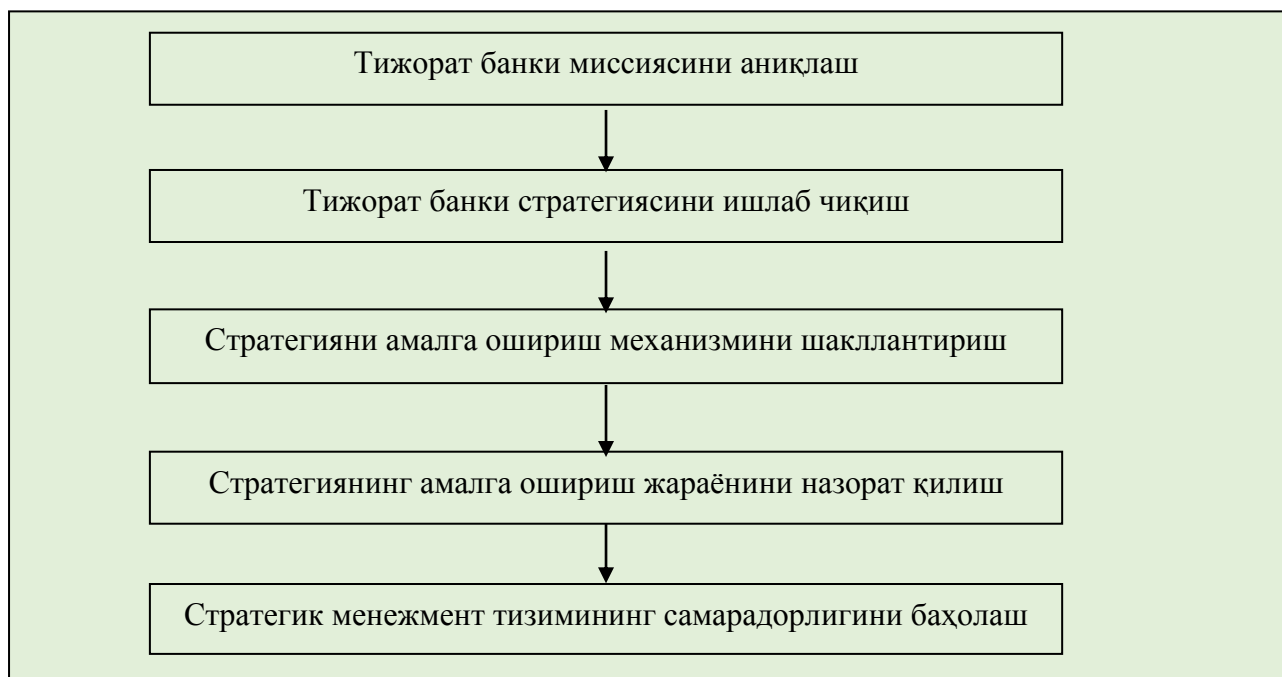 Тижорат банки миссиясини аниқлаш
Тижорат банки стратегиясини ишлаб чиқиш
Стратегияни амалга ошириш механизмини шакллантириш
Стратегиянинг амалга ошириш жараёнини назорат қилиш
Стратегик менежмент тизимининг самарадорлигини баҳолаш